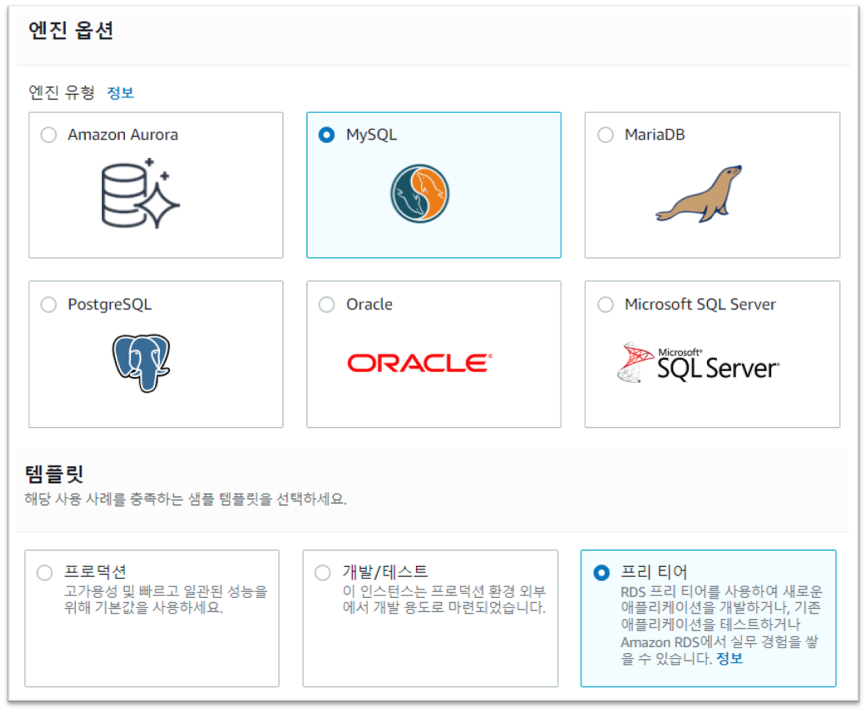 엔진 옵션
엔진 유형 정보
Amazon Aurora
MySQL
MariaDB
PostgreSQL
Oracle
Microsoft SQL Server
ORACLE®
Microsoft®
SQL Server®
템플릿
해당 사용 사례를 충족하는 샘플 템플릿을 선택하세요.
프로덕션
고가용성 및 빠르고 일관된 성능을
위해 기본값을 사용하세요.
개발/테스트
이 인스턴스는 프로덕션 환경 외부
에서 개발 용도로 마련되었습니다.
프리 티어
RDS 프리 티어를 사용하여 새로운
애플리케이션을 개발하거나, 기존
애플리케이션을 테스트하거나
Amazon RDS에서 실무 경험을 쌓
을 수 있습니다. 정보